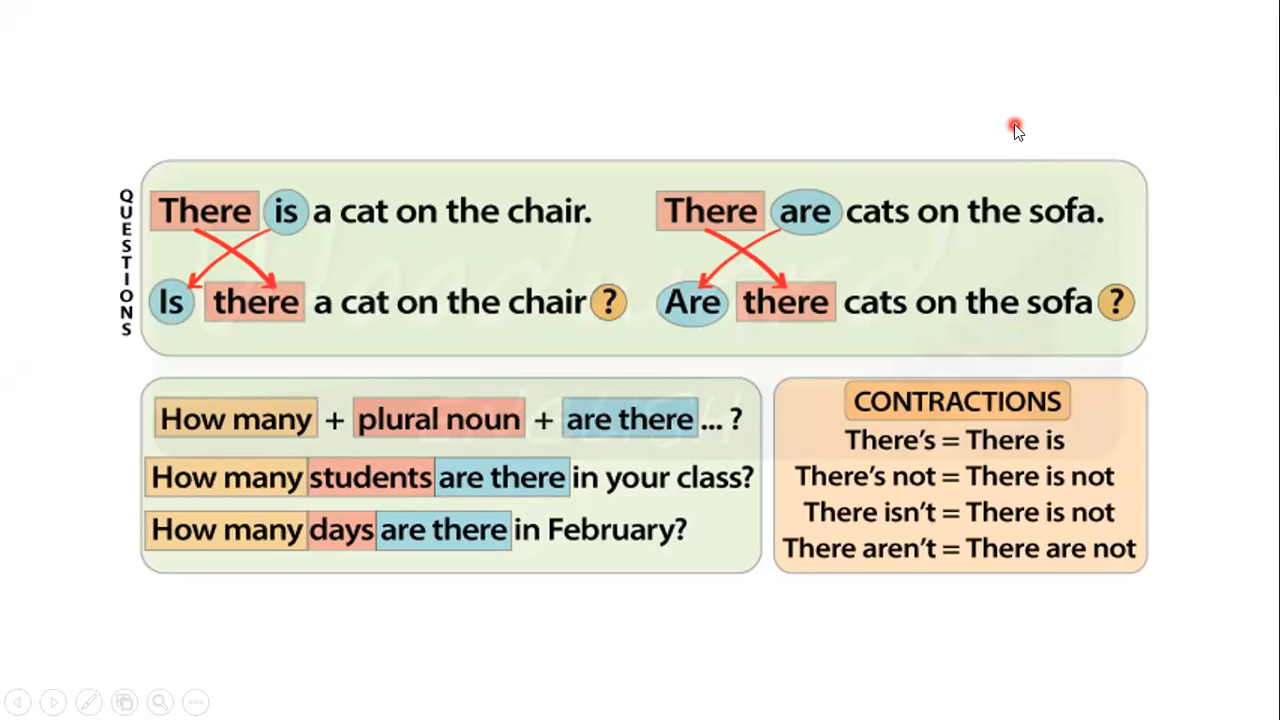 QUESTIONS
There is a cat on the chair.
Is there a cat on the chair ?
There are cats on the sofa.
Are there cats on the sofa ?
How many + plural noun + are there ... ?
How many students are there in your class?
How many days are there in February?
CONTRACTIONS
There's = There is
There's not = There is not
There isn't = There is not
There aren't = There are not